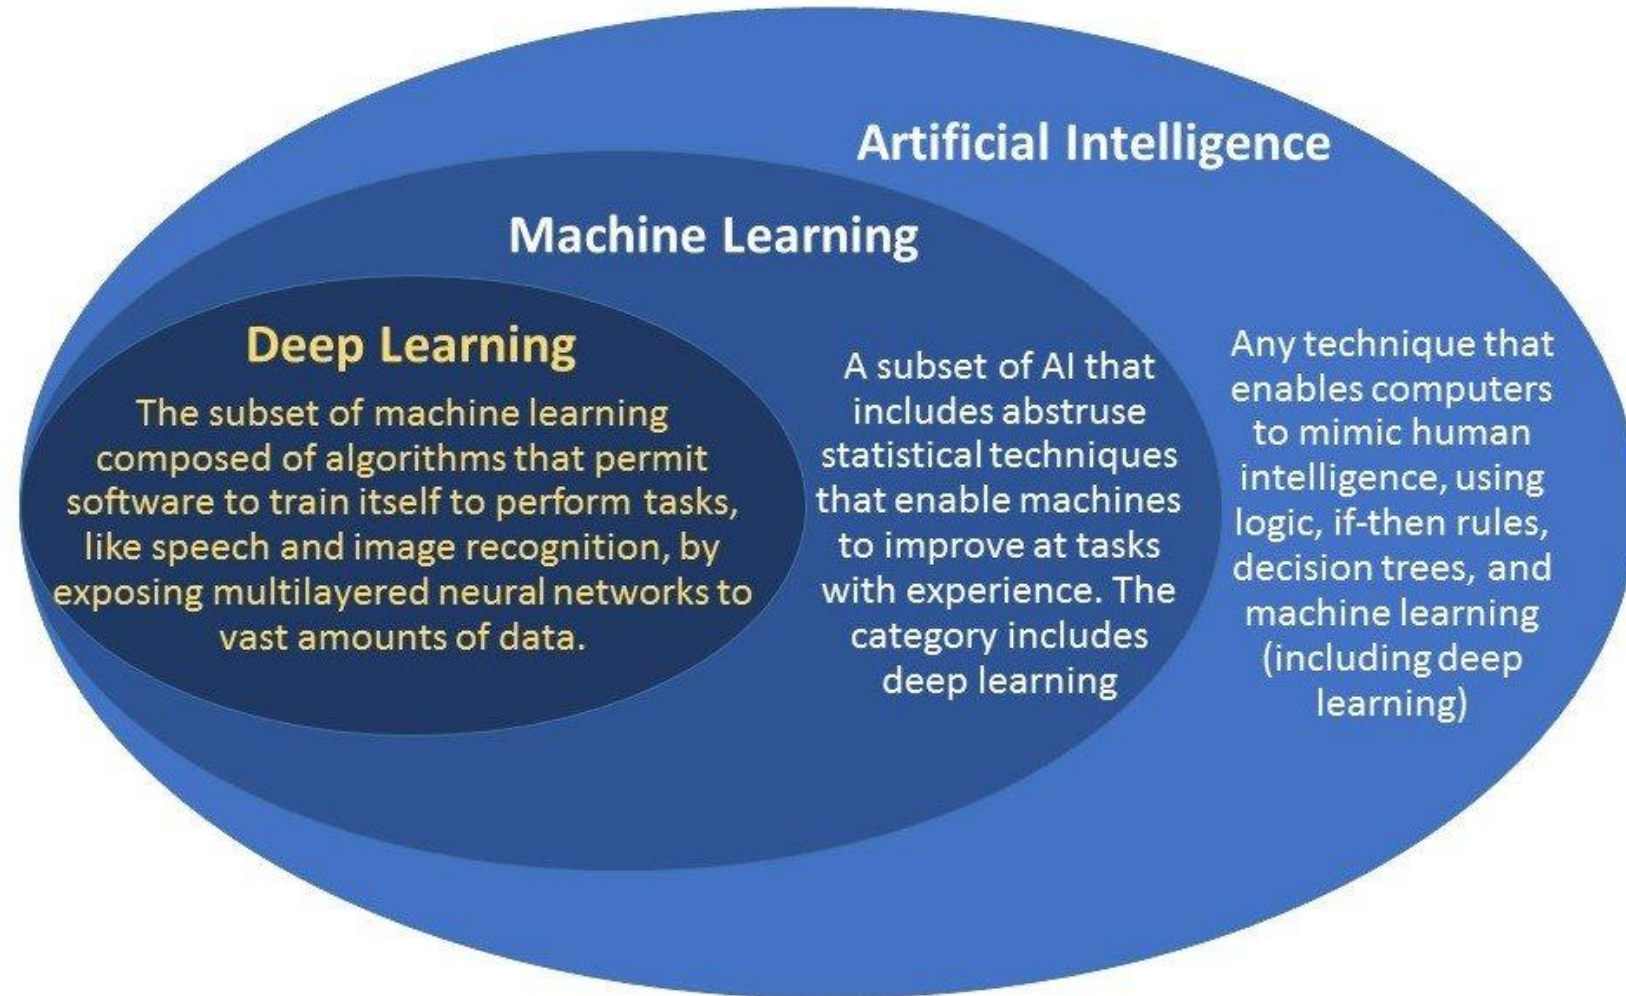 Artificial Intelligence
Any technique that
enables computers
to mimic human
intelligence, using
logic, if-then rules,
decision trees, and
machine learning
(including deep
learning)
Machine Learning
A subset of AI that
includes abstruse
statistical techniques
that enable machines
to improve at tasks
with experience. The
category includes
deep learning
Deep Learning
The subset of machine learning
composed of algorithms that permit
software to train itself to perform tasks,
like speech and image recognition, by
exposing multilayered neural networks to
vast amounts of data.